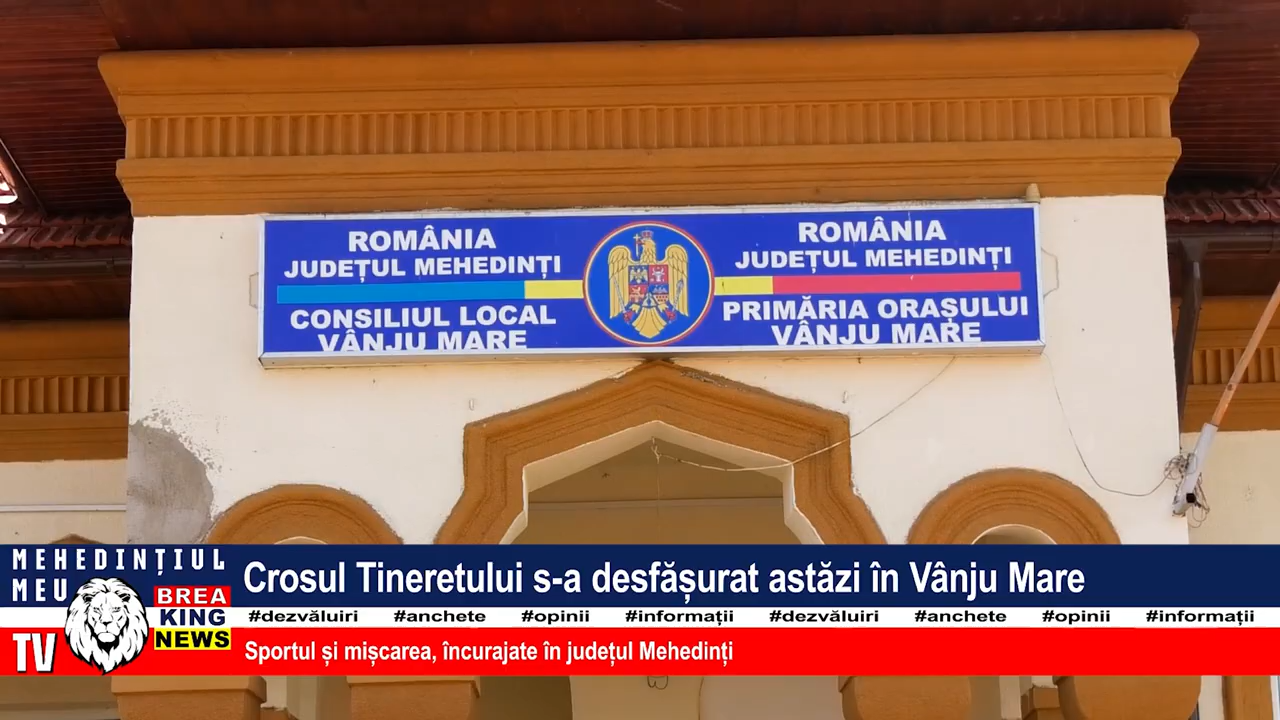 ROMÂNIA
JUDEȚUL MEHEDINȚI
CONSILIUL LOCAL
VÂNJU MARE
ROMÂNIA
JUDEȚUL MEHEDINȚI
PRIMĂRIA ORAȘULUI
VÂNJU MARE
MEHEDINȚIUL
MEU
TV
BREA
KING
NEWS
Crosul Tineretului s-a desfășurat astăzi în Vânju Mare
#dezvăluiri #anchete #opinii #informații #dezvăluiri #anchete #opinii #informații
Sportul și mișcarea, încurajate în județul Mehedinți